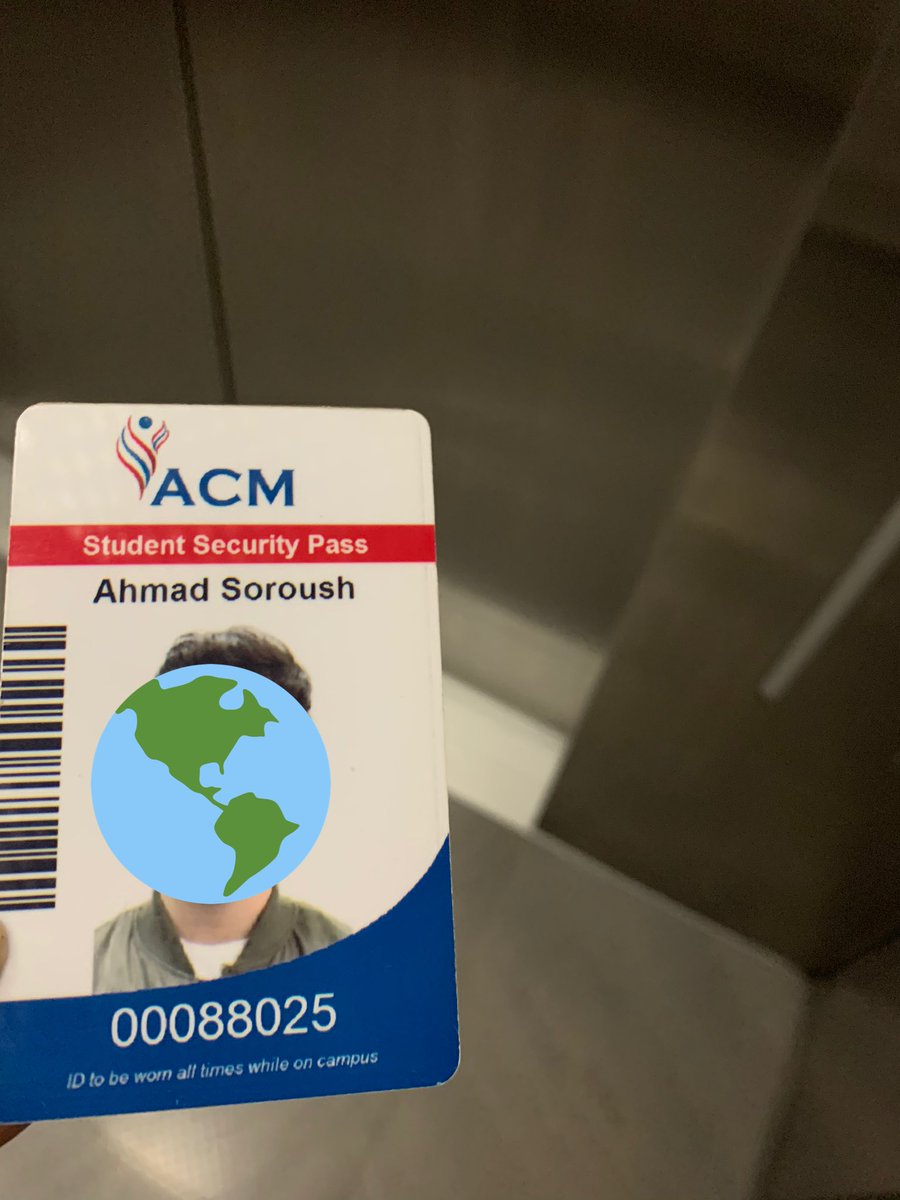 ACM
Student Security Pass
Ahmad Soroush
00088025
ID to be worn all times while on campus